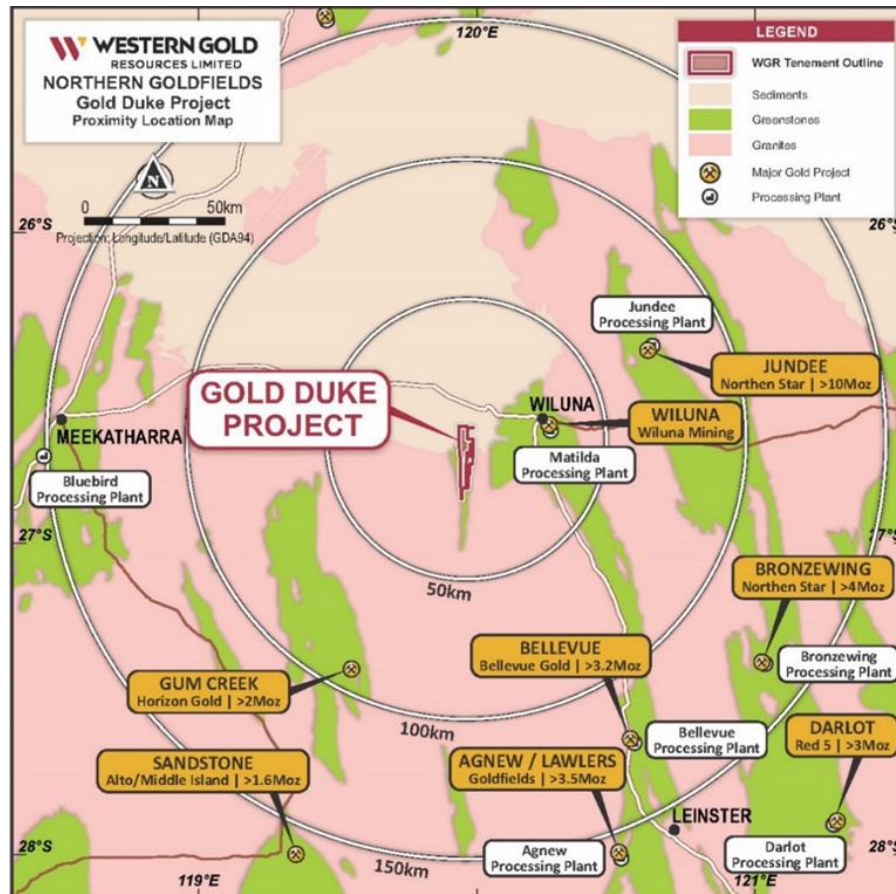 WESTERN GOLD
RESOURCES LIMITED
NORTHERN GOLDFIELDS
Gold Duke Project
Proximity Location Map
N
0 50km
Projection: Longitude/Latitude (GDA94)
120°E
LEGEND
WGR Tenement Outline
Sediments
Greenstones
Granites
Major Gold Project
Processing Plant
26°S
26°S
Jundee
Processing Plant
JUNDEE
Northen Star | >10Moz
GOLD DUKE
PROJECT
WILUNA
WILUNA
Wiluna Mining
MEEKATHARRA
Matilda
Processing Plant
Bluebird
Processing Plant
27°S
27°S
50km
BRONZEWING
Northen Star | >4Moz
BELLEVUE
Bellevue Gold | >3.2Moz
Bronzewing
Processing Plant
GUM CREEK
Horizon Gold | >2Moz
100km
Bellevue
Processing Plant
DARLOT
Red 5 | >3Moz
SANDSTONE
Alto/Middle Island | >1.6Moz
AGNEW / LAWLERS
Goldfields | >3.5Moz
LEINSTER
Agnew
Processing Plant
Darlot
Processing Plant
28°S
28°S
150km
119°E
121°E